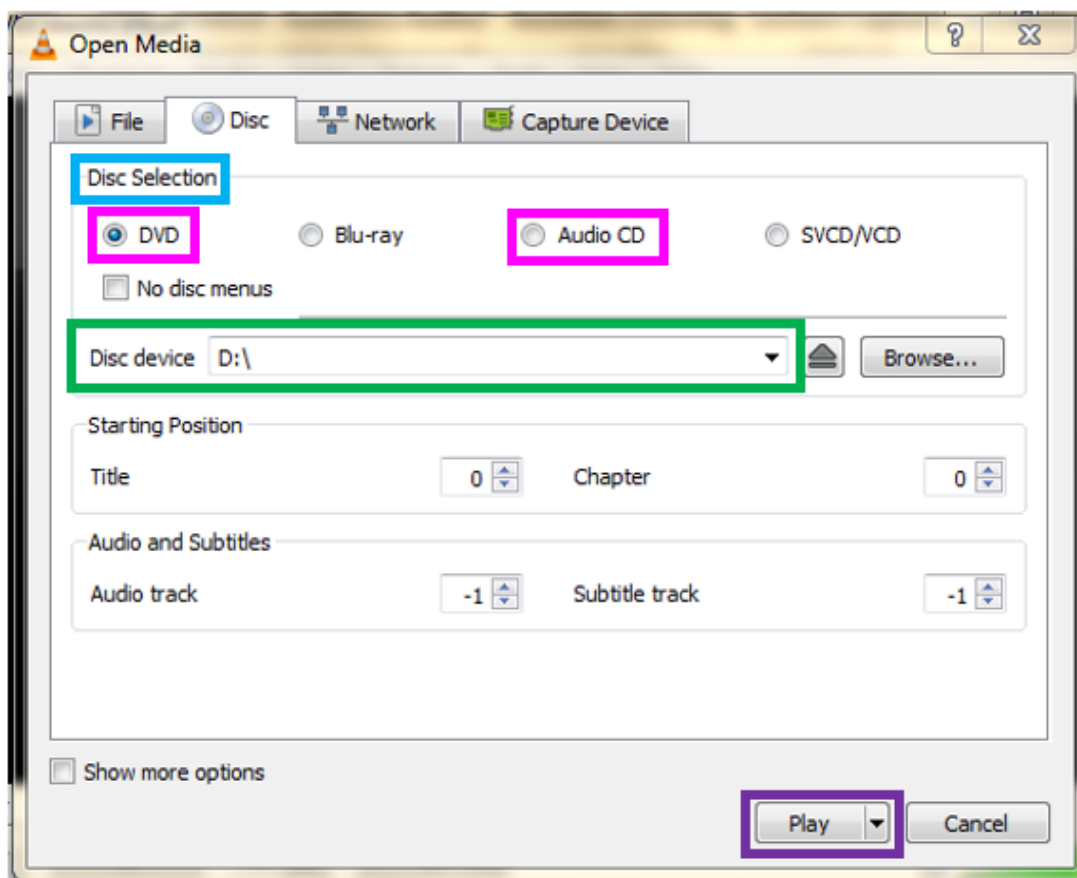 Open Media
File Disc Network Capture Device
Disc Selection
DVD Blu-ray Audio CD SVCD/VCD
No disc menus
Disc device D:\ Browse...
Starting Position
Title 0 Chapter 0
Audio and Subtitles
Audio track -1 Subtitle track -1
Show more options
Play Cancel